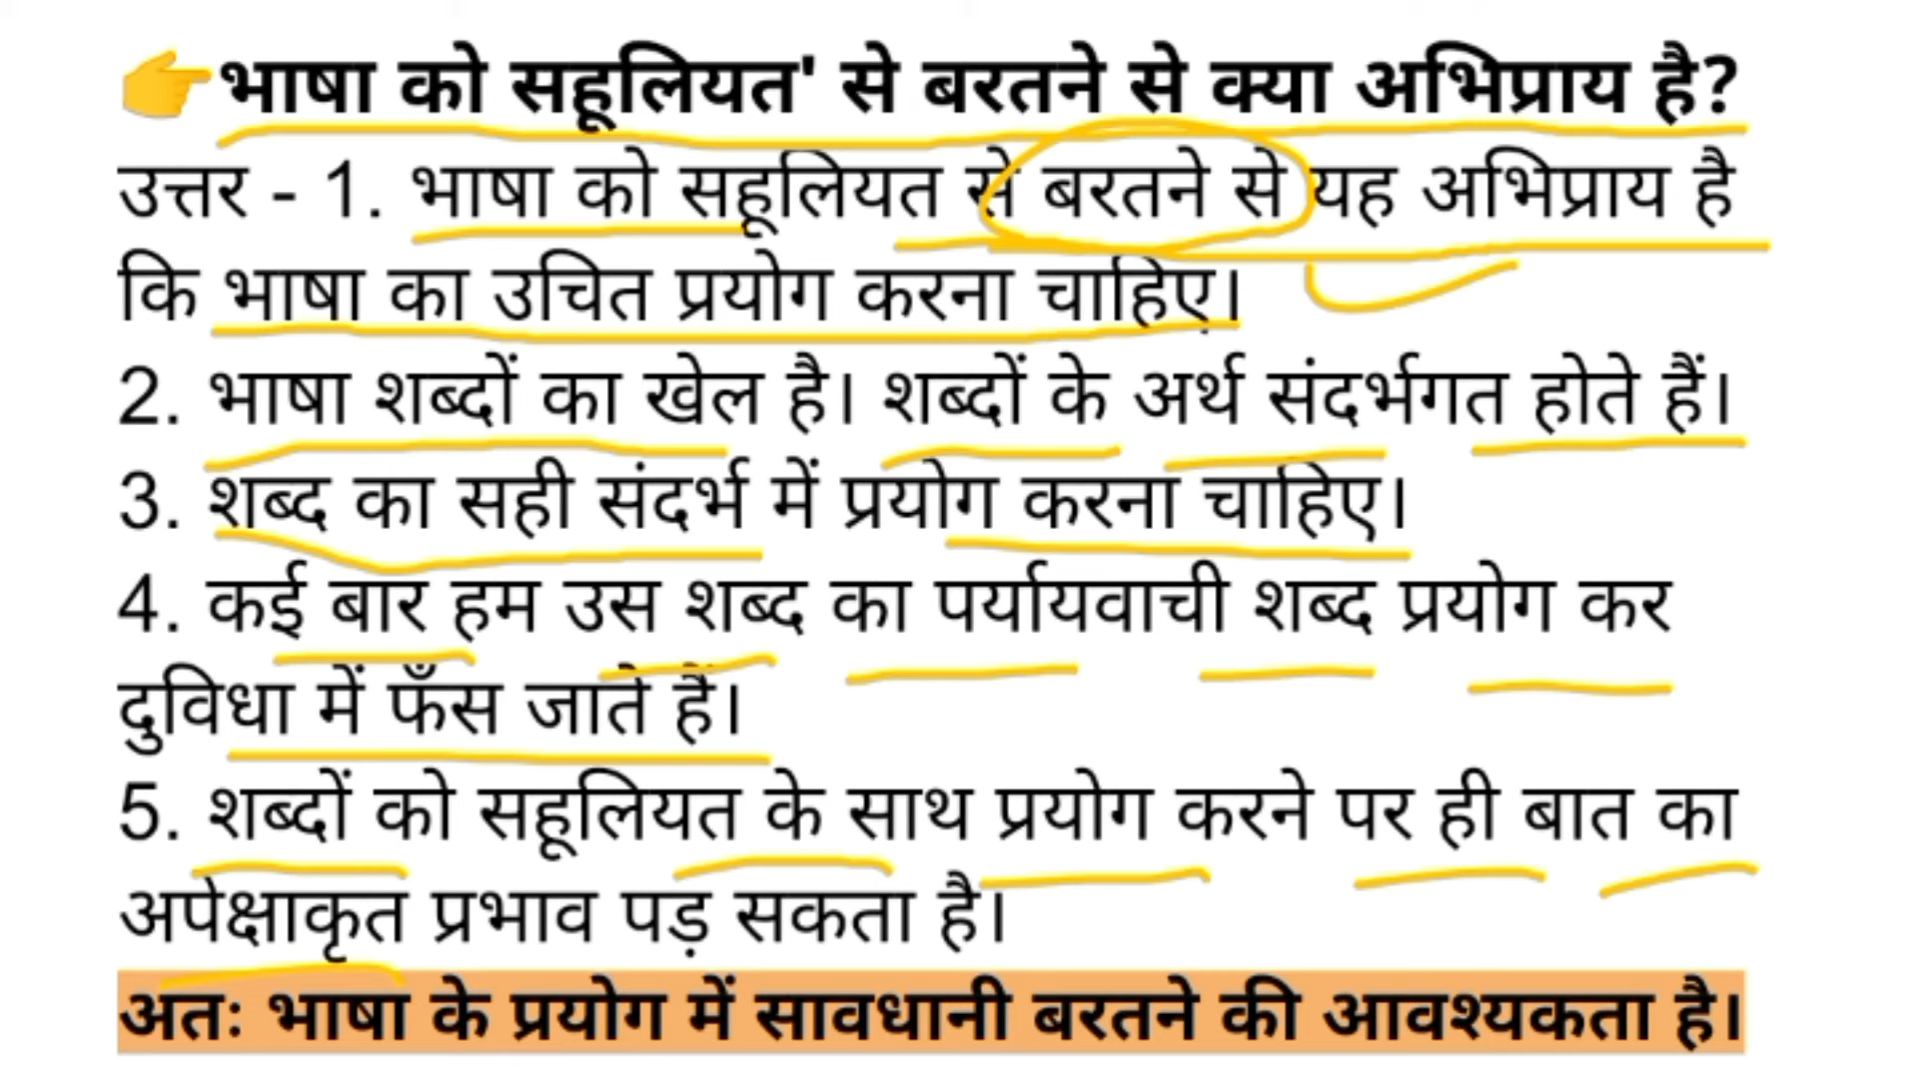 👉भाषा को सहूलियत' से बरतने से क्या अभिप्राय है?
उत्तर - 1. भाषा को सहूलियत से बरतने से यह अभिप्राय है
कि भाषा का उचित प्रयोग करना चाहिए।
2. भाषा शब्दों का खेल है। शब्दों के अर्थ संदर्भगत होते हैं।
3. शब्द का सही संदर्भ में प्रयोग करना चाहिए।
4. कई बार हम उस शब्द का पर्यायवाची शब्द प्रयोग कर
दुविधा में फँस जाते हैं।
5. शब्दों को सहूलियत के साथ प्रयोग करने पर ही बात का
अपेक्षाकृत प्रभाव पड़ सकता है।
अतः भाषा के प्रयोग में सावधानी बरतने की आवश्यकता है।